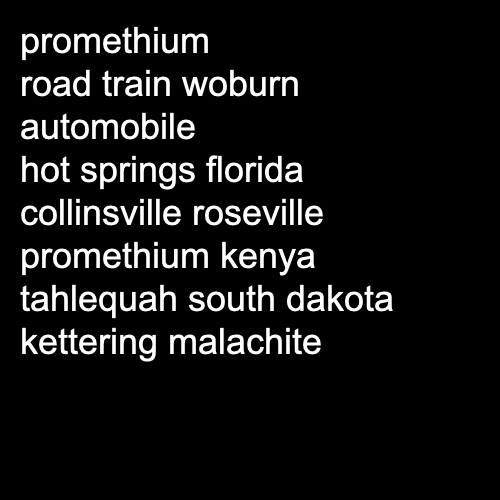 promethium
road train woburn
automobile
hot springs florida
collinsville roseville
promethium kenya
tahlequah south dakota
kettering malachite